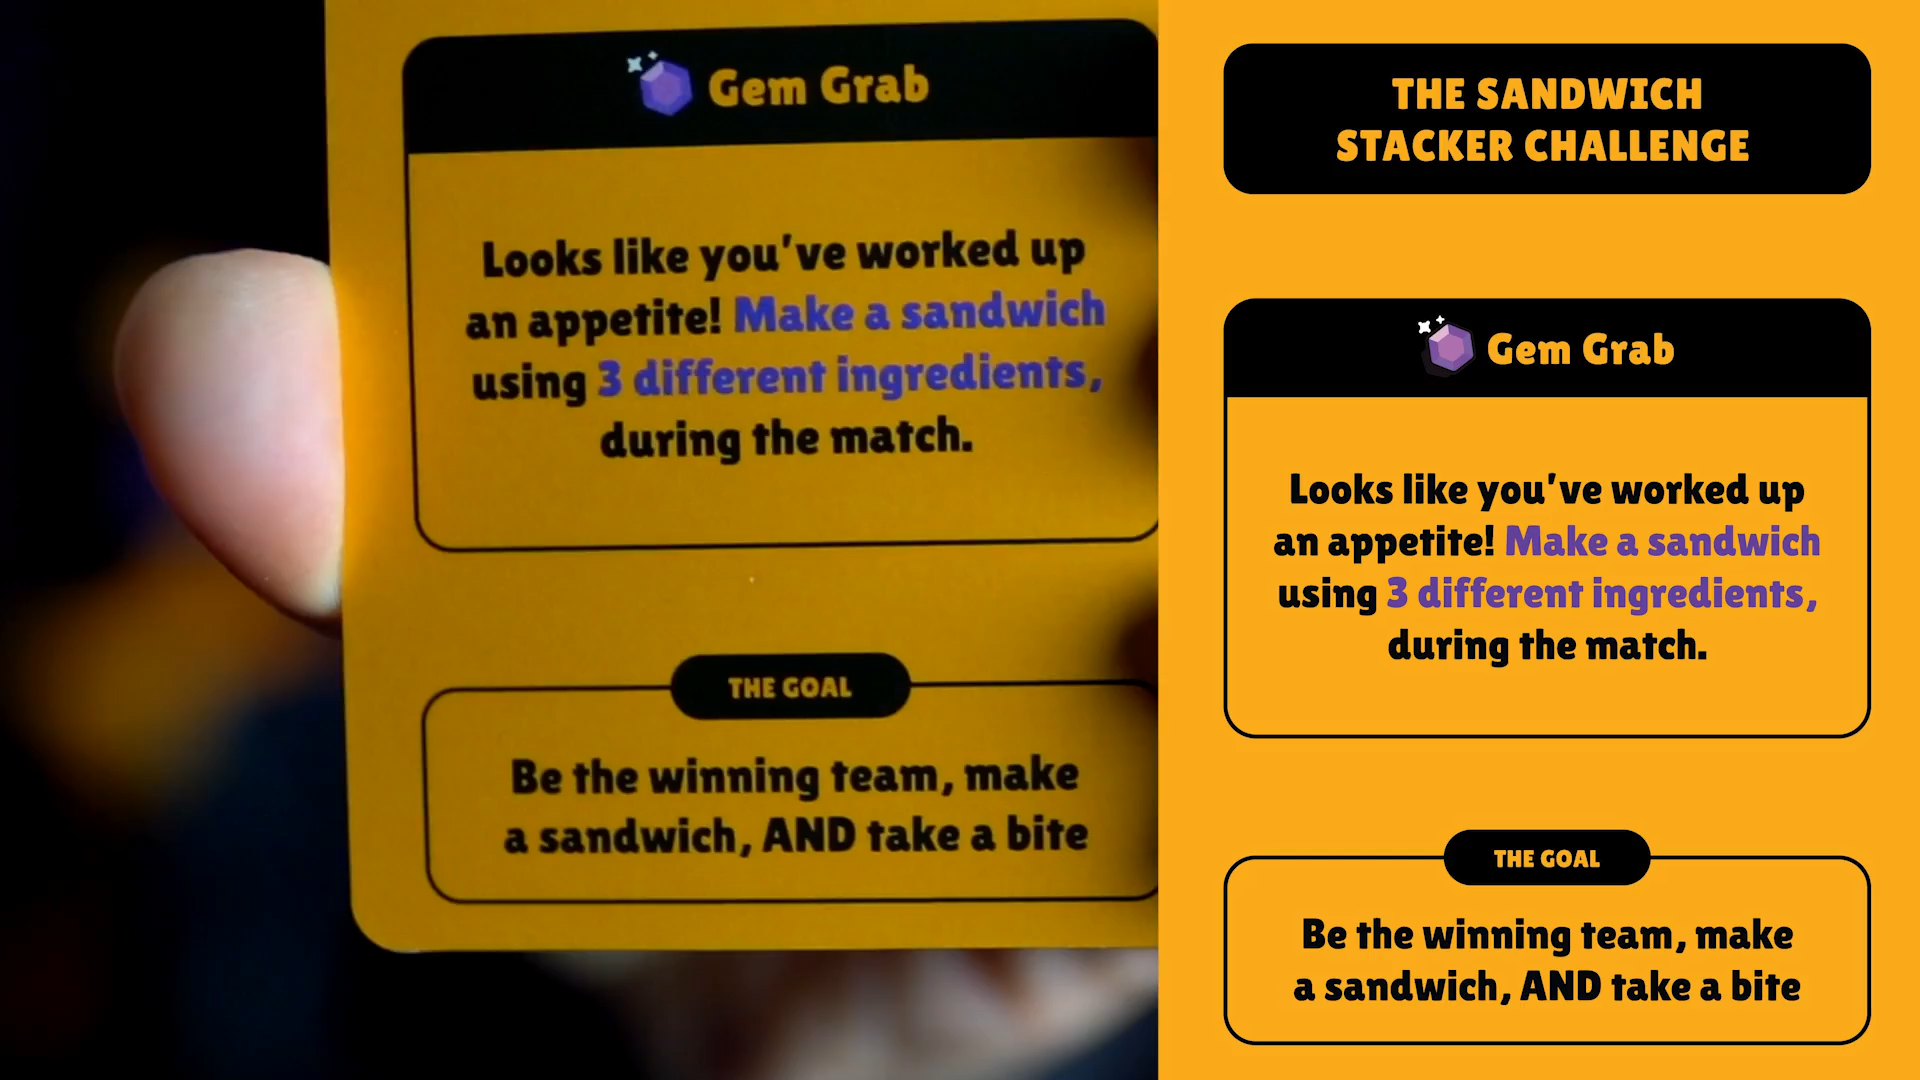 Gem Grab
Looks like you've worked up
an appetite! Make a sandwich
using 3 different ingredients,
during the match.
THE GOAL
Be the winning team, make
a sandwich, AND take a bite
THE SANDWICH
STACKER CHALLENGE
Gem Grab
Looks like you've worked up
an appetite! Make a sandwich
using 3 different ingredients,
during the match.
THE GOAL
Be the winning team, make
a sandwich, AND take a bite